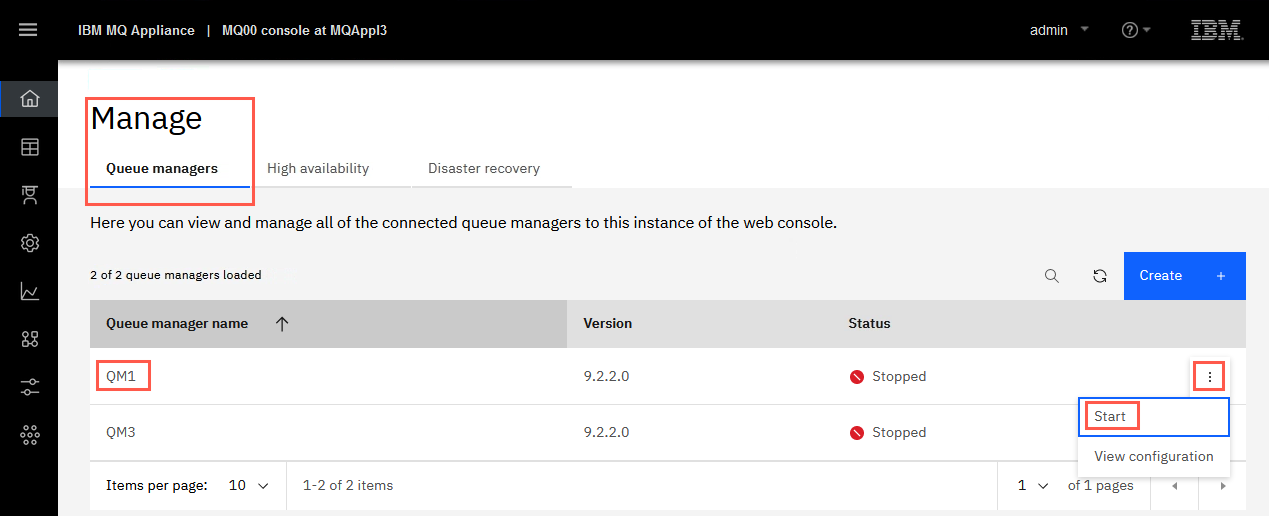 IBM MQ Appliance | MQ00 console at MQAppl3 admin IBM
Manage
Queue managers High availability Disaster recovery
Here you can view and manage all of the connected queue managers to this instance of the web console.
2 of 2 queue managers loaded Create +
Queue manager name Version Status
QM1 9.2.2.0 Stopped
Start
QM3 9.2.2.0 Stopped
View configuration
Items per page: 10 1-2 of 2 items 1 of 1 pages